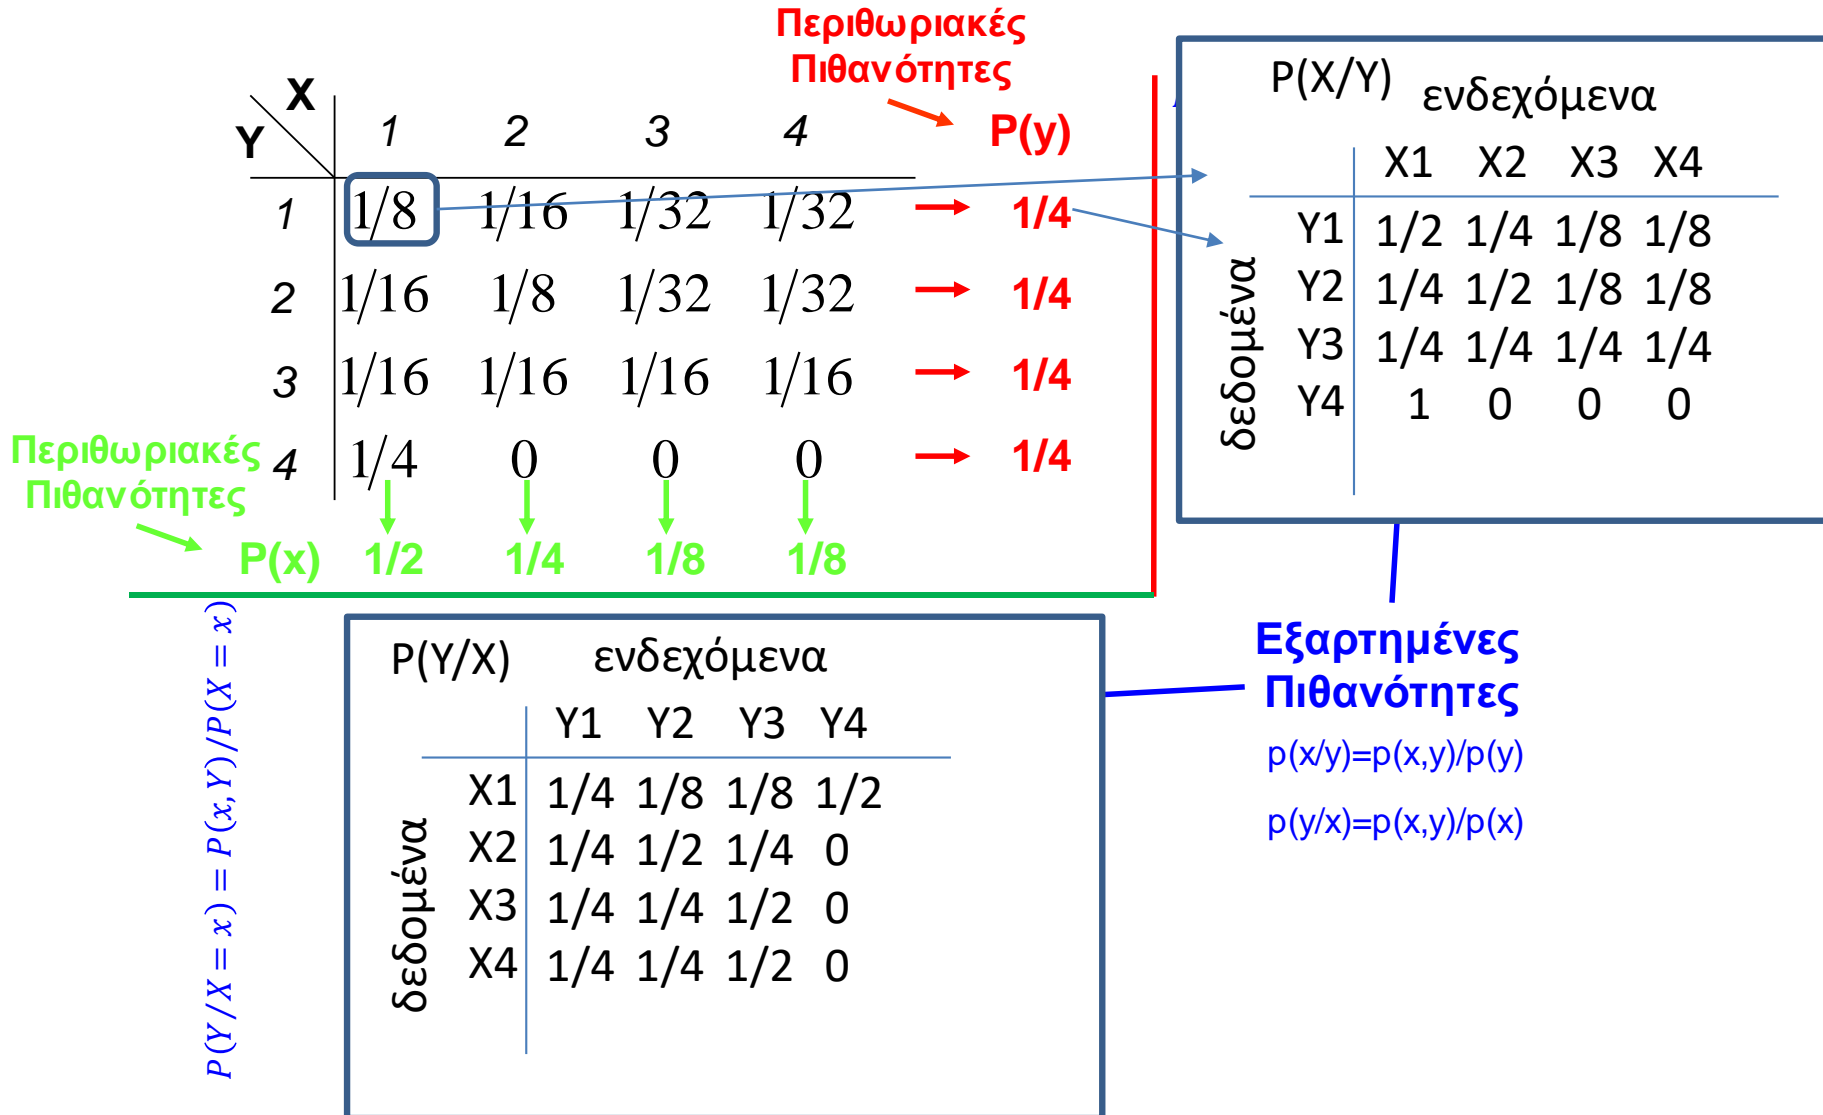 Περιθωριακές
Πιθανότητες
X
Y
1 2 3 4 P(y)
1 1/8 1/16 1/32 1/32 1/4
2 1/16 1/8 1/32 1/32 1/4
3 1/16 1/16 1/16 1/16 1/4
4 1/4 0 0 0 1/4
Περιθωριακές
Πιθανότητες
P(x) 1/2 1/4 1/8 1/8
P(X/Y) ενδεχόμενα
X1 X2 X3 X4
Y1 1/2 1/4 1/8 1/8
Y2 1/4 1/2 1/8 1/8
Y3 1/4 1/4 1/4 1/4
Y4 1 0 0 0
δεδομένα
P(Y/X = x) = P(x,Y)/P(X = x)
P(Y/X) ενδεχόμενα
Y1 Y2 Y3 Y4
X1 1/4 1/8 1/8 1/2
X2 1/4 1/2 1/4 0
X3 1/4 1/4 1/2 0
X4 1/4 1/4 1/2 0
δεδομένα
Εξαρτημένες
Πιθανότητες
p(x/y)=p(x,y)/p(y)
p(y/x)=p(x,y)/p(x)